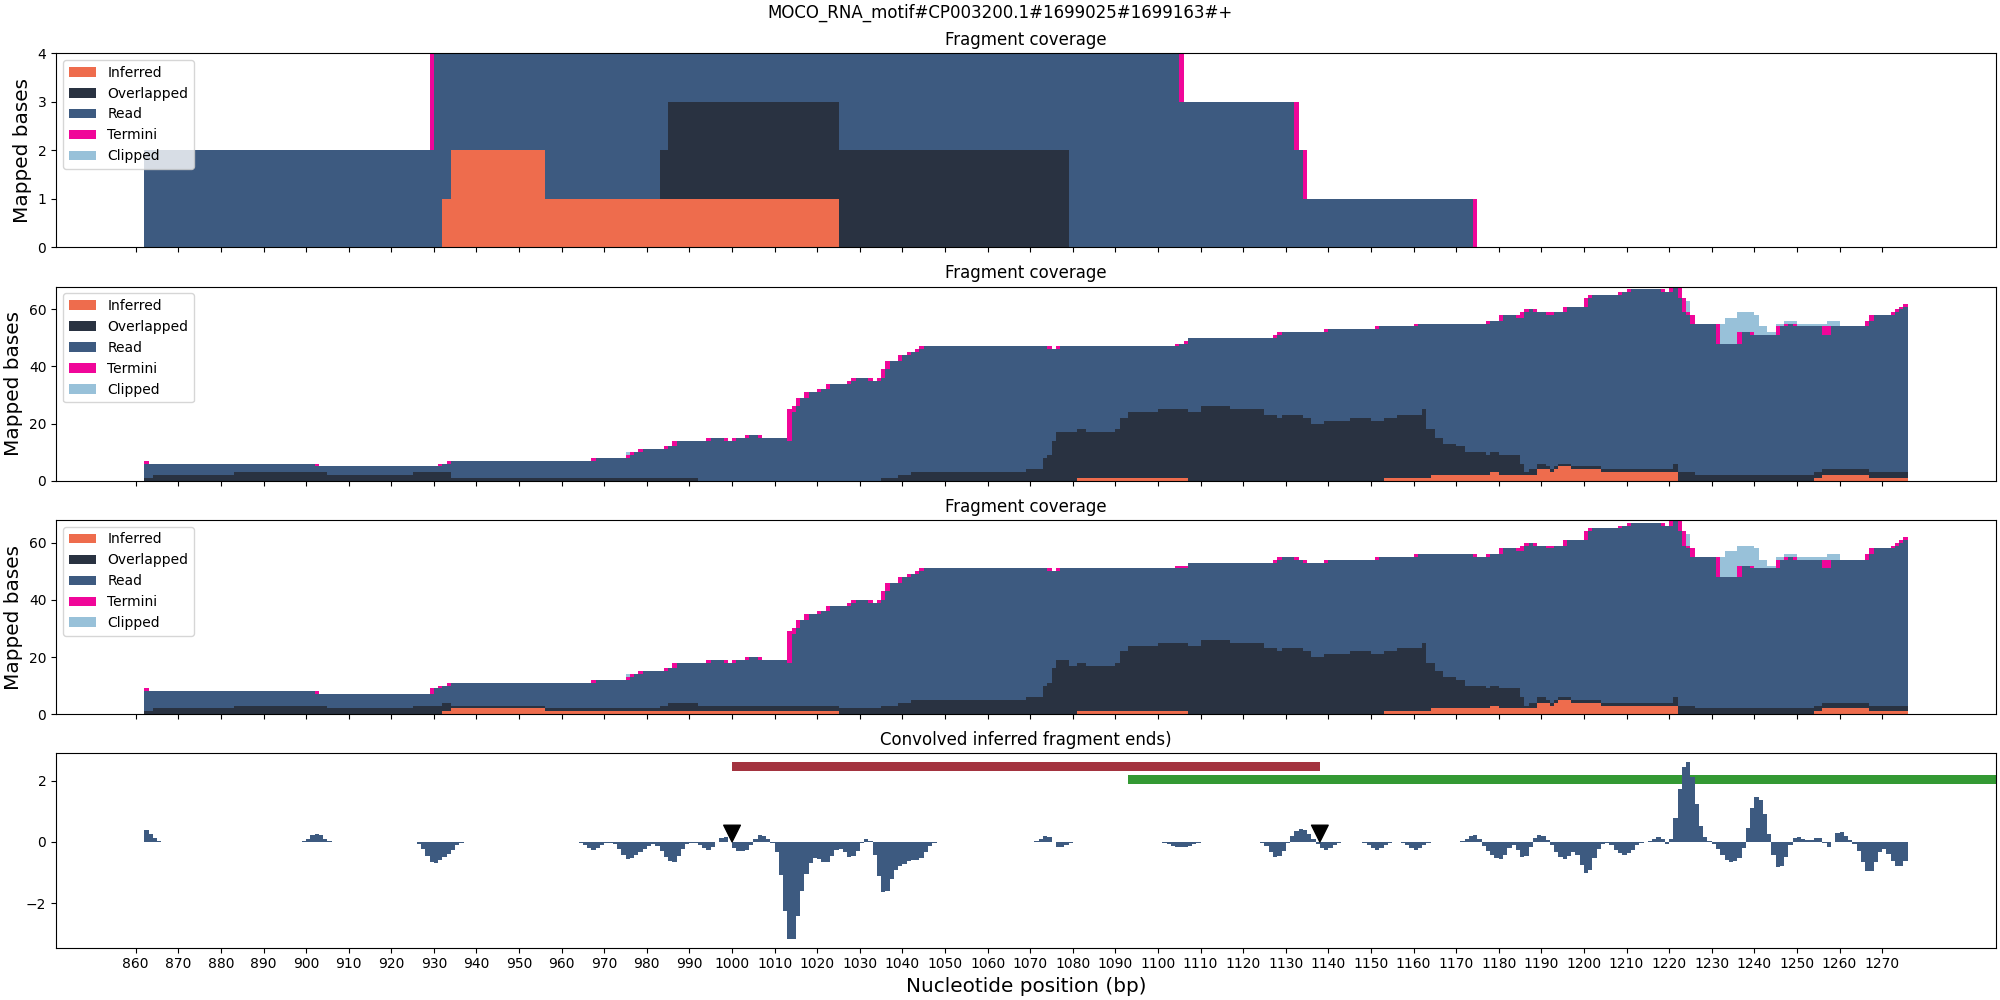 MOCO_RNA_motif#CP003200.1#1699025#1699163#+
Fragment coverage
Mapped bases
4
3
2
1
0
Inferred
Overlapped
Read
Termini
Clipped
Fragment coverage
Mapped bases
60
40
20
0
Inferred
Overlapped
Read
Termini
Clipped
Fragment coverage
Mapped bases
60
40
20
0
Inferred
Overlapped
Read
Termini
Clipped
Convolved inferred fragment ends)
2
0
−2
860 870 880 890 900 910 920 930 940 950 960 970 980 990 1000 1010 1020 1030 1040 1050 1060 1070 1080 1090 1100 1110 1120 1130 1140 1150 1160 1170 1180 1190 1200 1210 1220 1230 1240 1250 1260 1270
Nucleotide position (bp)